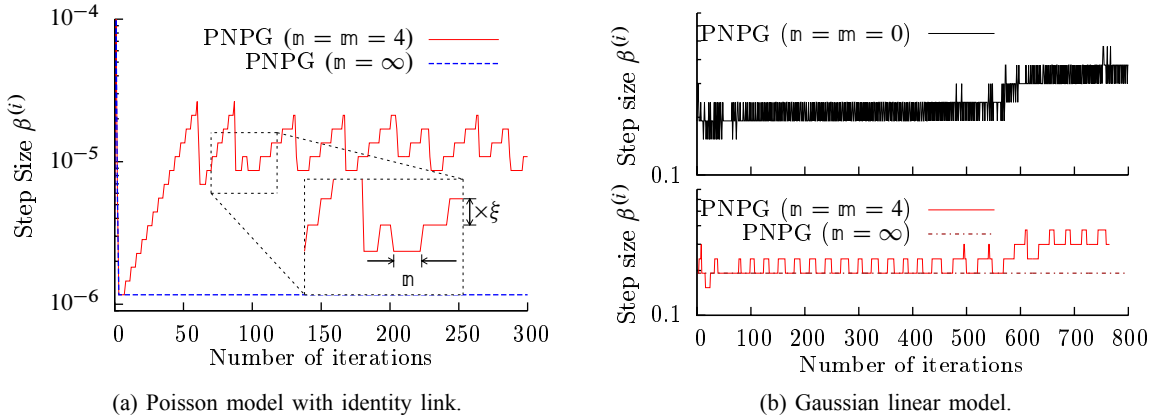 10⁻⁴
10⁻⁵
10⁻⁶
Step Size β⁽ⁱ⁾
PNPG (𝕟 = 𝕞 = 4)
PNPG (𝕟 = ∞)
×ξ
𝕟
0 50 100 150 200 250 300
Number of iterations
(a) Poisson model with identity link.
Step size β⁽ⁱ⁾
PNPG (𝕟 = 𝕞 = 0)
0.1
Step size β⁽ⁱ⁾
PNPG (𝕟 = 𝕞 = 4)
PNPG (𝕟 = ∞)
0.1
0 100 200 300 400 500 600 700 800
Number of iterations
(b) Gaussian linear model.